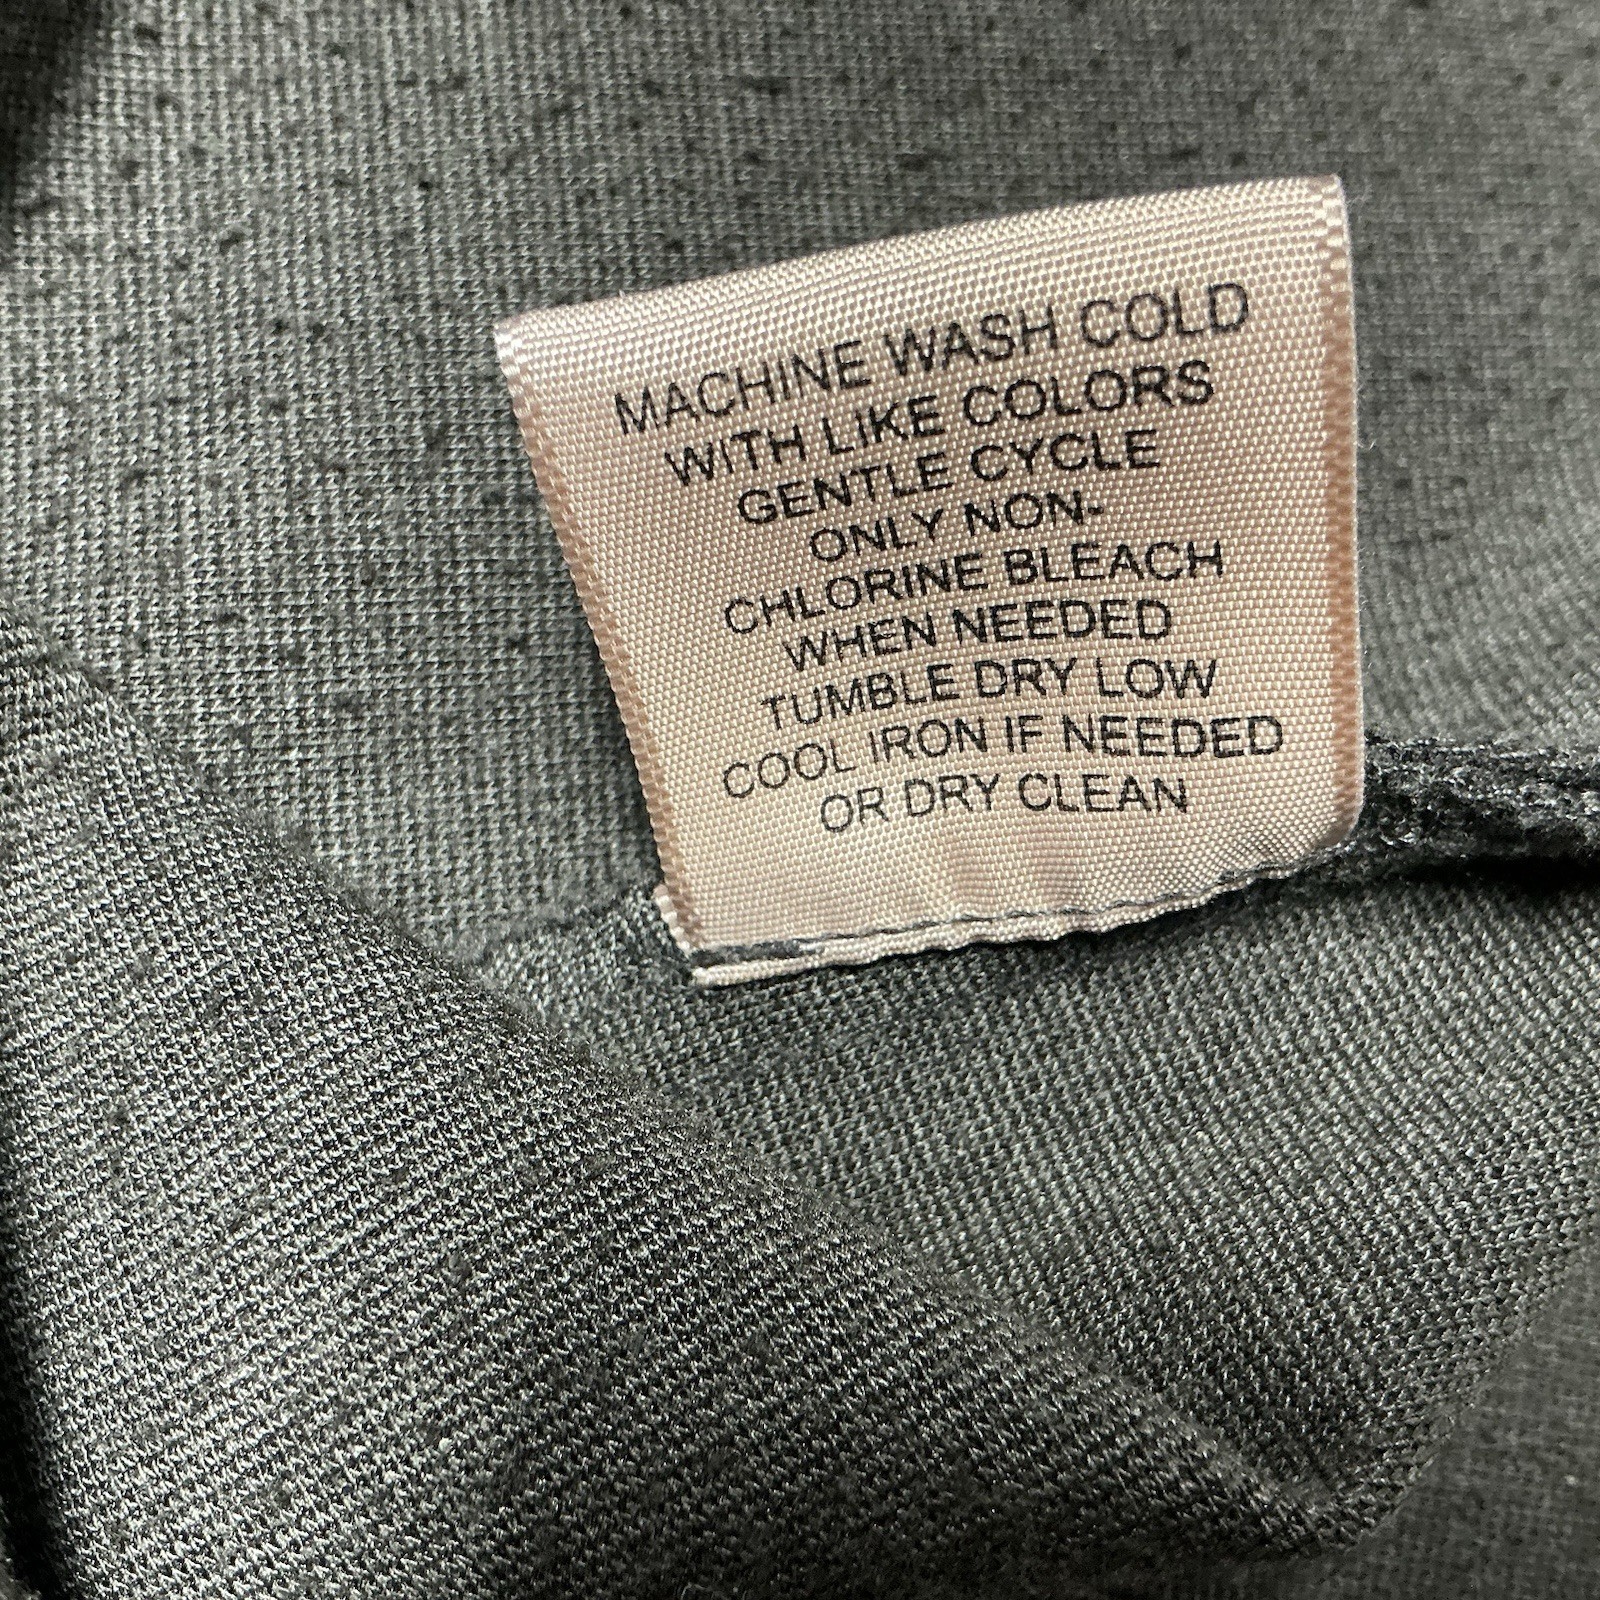 MACHINE WASH COLD
WITH LIKE COLORS
GENTLE CYCLE
ONLY NON-
CHLORINE BLEACH
WHEN NEEDED
TUMBLE DRY LOW
COOL IRON IF NEEDED
OR DRY CLEAN